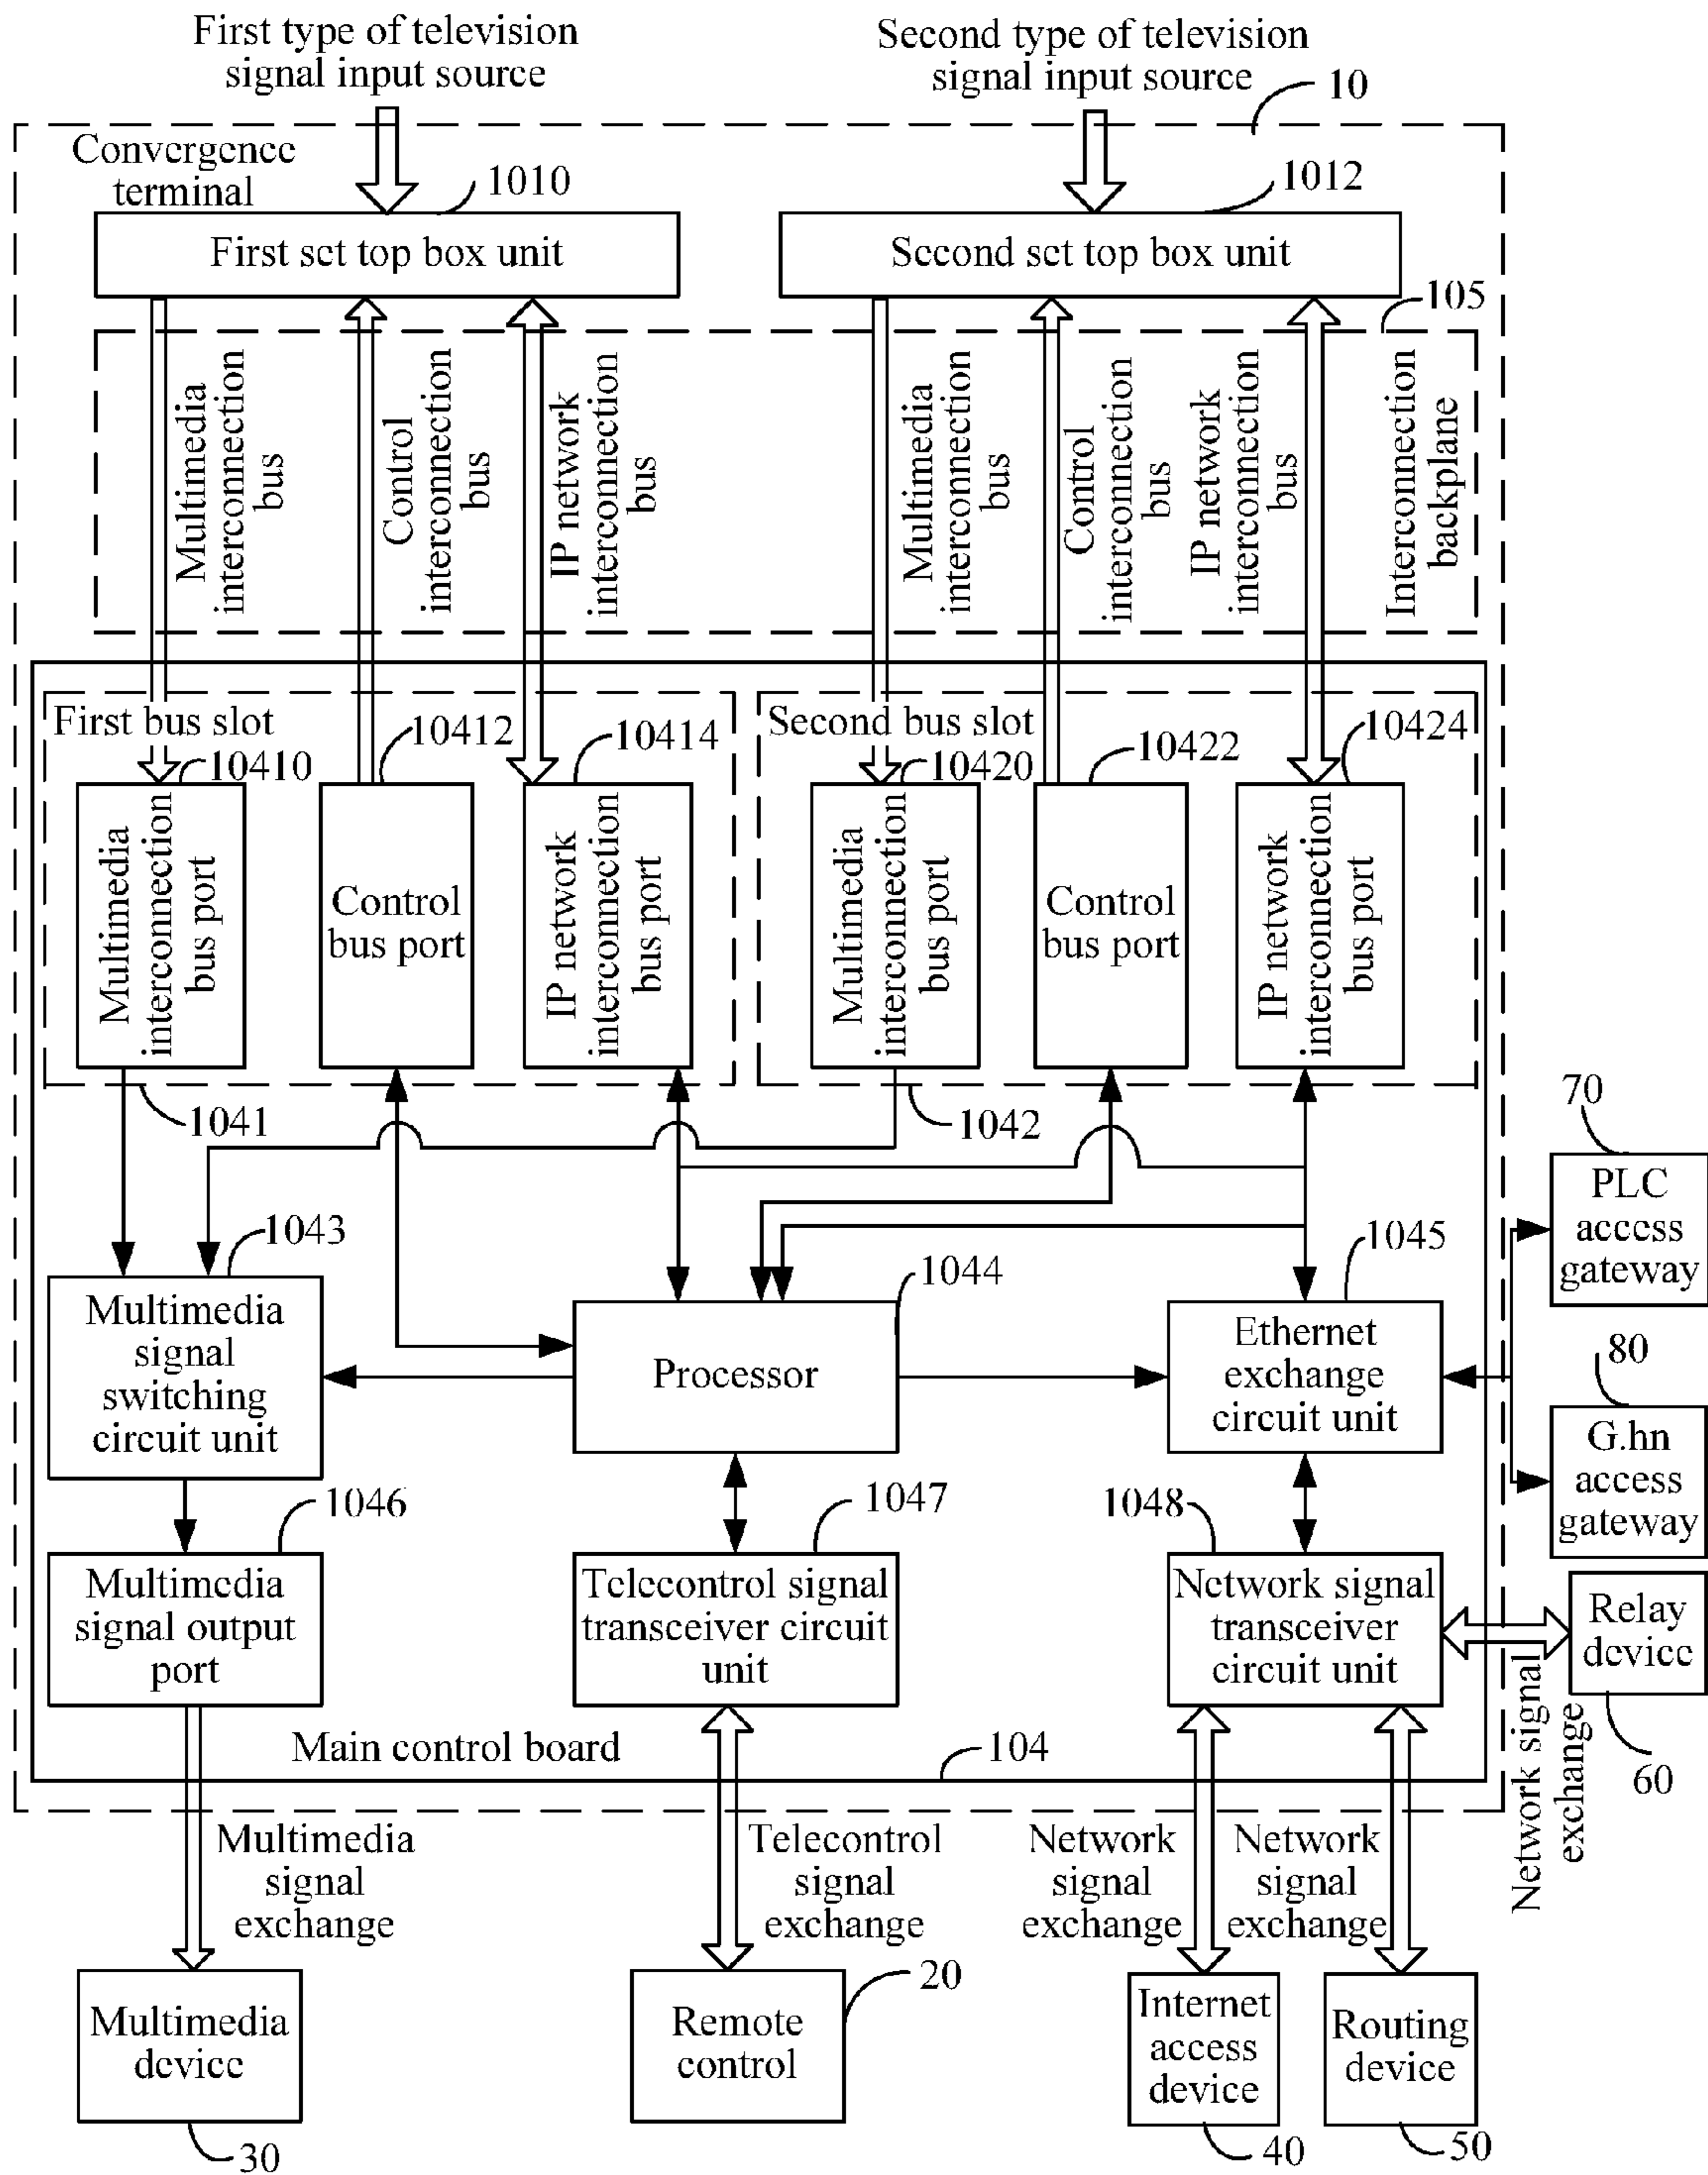 First type of television
signal input source
Second type of television
signal input source
10
Convergence
terminal
1010
1012
First set top box unit
Second set top box unit
105
Multimedia
interconnection
bus
Control
interconnection
bus
IP network
interconnection
bus
Multimedia
interconnection
bus
Control
interconnection
bus
IP network
interconnection
bus
Interconnection
backplane
First bus slot
10412
10414
10410
Second bus slot
10422
10424
10420
Multimedia
interconnection
bus port
Control
bus port
IP network
interconnection
bus port
Multimedia
interconnection
bus port
Control
bus port
IP network
interconnection
bus port
1041
1042
70
PLC
access
gateway
1043
1044
1045
Multimedia
signal
switching
circuit unit
Processor
Ethernet
exchange
circuit unit
80
G.hn
access
gateway
1046
1047
1048
Multimedia
signal output
port
Telecontrol signal
transceiver circuit
unit
Network signal
transceiver
circuit unit
Relay
device
60
Network signal
exchange
Main control board
104
Multimedia
signal
exchange
Telecontrol
signal
exchange
Network
signal
exchange
Network
signal
exchange
Multimedia
device
30
Remote
control
20
Internet
access
device
40
Routing
device
50